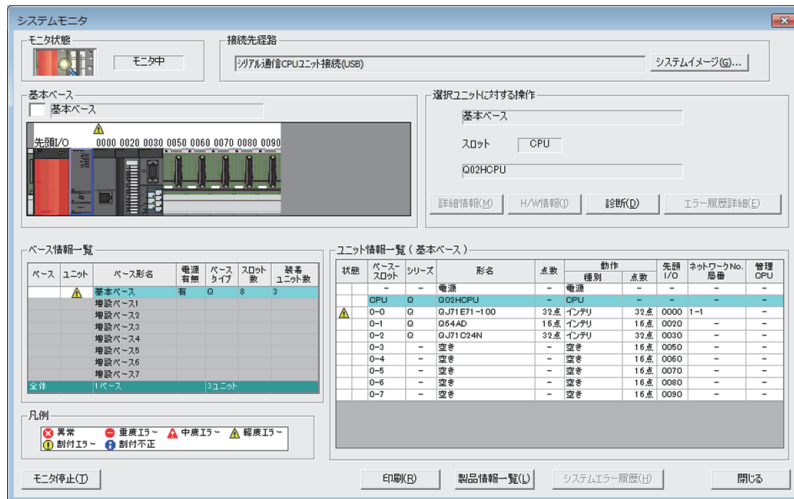 システムモニタ
モニタ状態
モニタ中
接続先経路
シリアル通信CPUユニット接続(USB)
システムイメージ(G)...
基本ベース
基本ベース
先頭I/O 0000 0020 0030 0050 0060 0070 0080 0090
選択ユニットに対する操作
基本ベース
スロット CPU
Q02HCPU
詳細情報(M) H/W情報(I) 診断(D) エラー履歴詳細(E)
ベース情報一覧
ベース ユニット ベース形名 電源有無 ベースタイプ スロット数 装着ユニット数
基本ベース 有 Q 8 3
増設ベース1
増設ベース2
増設ベース3
増設ベース4
増設ベース5
増設ベース6
増設ベース7
全体 1ベース 3ユニット
ユニット情報一覧(基本ベース)
状態 ベース-スロット シリーズ 形名 点数 動作 種別 点数 先頭I/O ネットワークNo.局番 管理CPU
- - 電源 - 電源 - - - -
CPU Q Q02HCPU - CPU - - - -
0-0 Q QJ71E71-100 32点 インテリ 32点 0000 1-1 -
0-1 Q Q64AD 16点 インテリ 16点 0020 - -
0-2 Q QJ71C24N 32点 インテリ 32点 0030 - -
0-3 - 空き - 空き 16点 0050 - -
0-4 - 空き - 空き 16点 0060 - -
0-5 - 空き - 空き 16点 0070 - -
0-6 - 空き - 空き 16点 0080 - -
0-7 - 空き - 空き 16点 0090 - -
凡例
異常 重度エラー 中度エラー 軽度エラー
割付エラー 割付不正
モニタ停止(T) 印刷(R) 製品情報一覧(L) システムエラー履歴(H) 閉じる